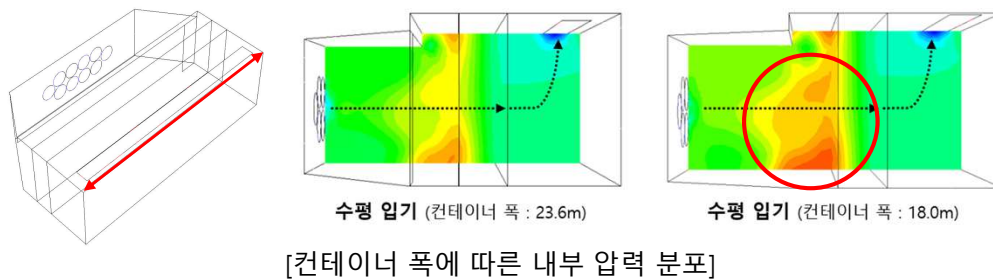 수평 입기 (컨테이너 폭 : 23.6m)
수평 입기 (컨테이너 폭 : 18.0m)
[컨테이너 폭에 따른 내부 압력 분포]